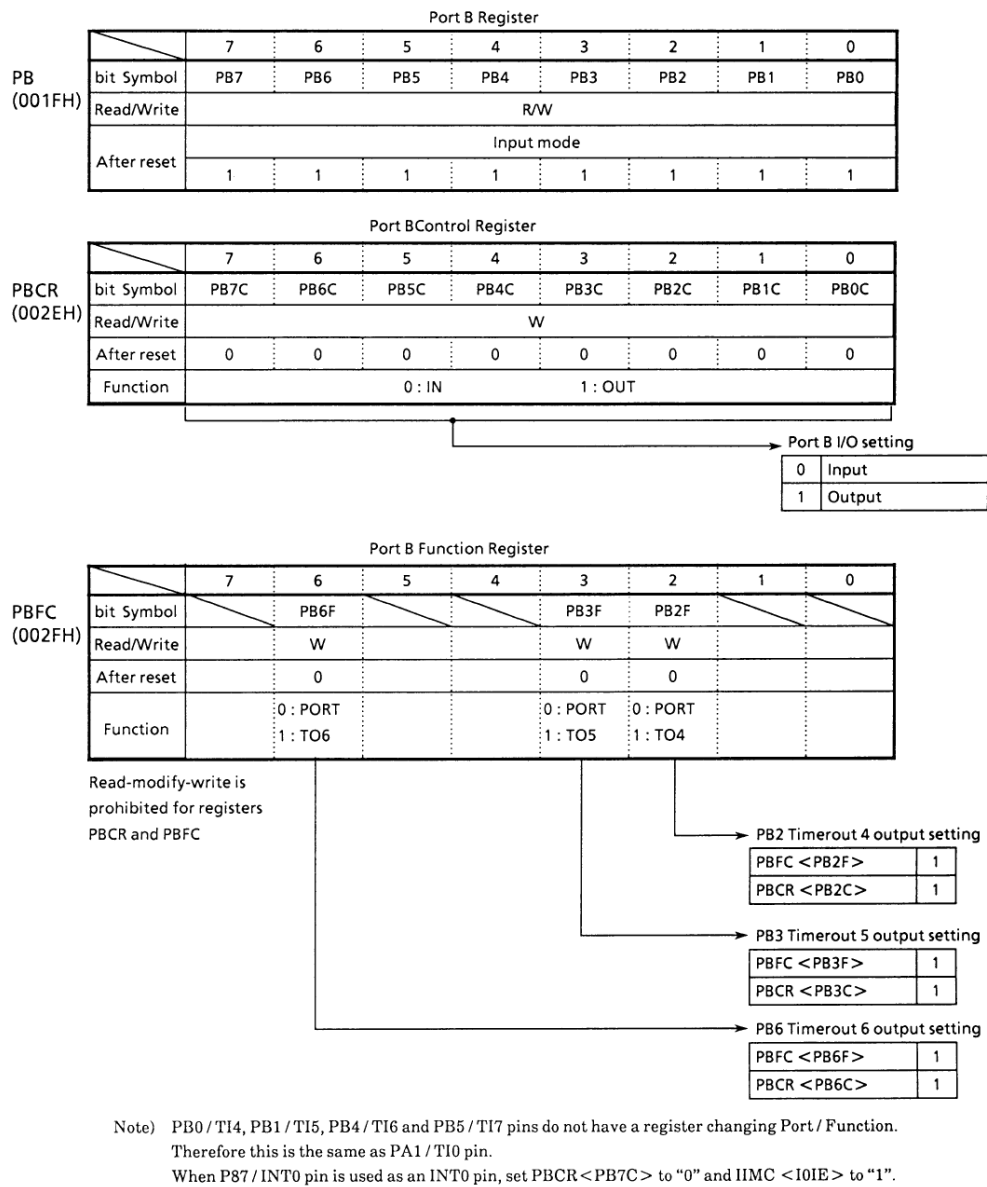 Port B Register
7 6 5 4 3 2 1 0
PB (001FH)
bit Symbol PB7 PB6 PB5 PB4 PB3 PB2 PB1 PB0
Read/Write R/W
After reset Input mode
1 1 1 1 1 1 1 1
Port BControl Register
7 6 5 4 3 2 1 0
PBCR (002EH)
bit Symbol PB7C PB6C PB5C PB4C PB3C PB2C PB1C PB0C
Read/Write W
After reset 0 0 0 0 0 0 0 0
Function 0 : IN 1 : OUT
Port B I/O setting
0 Input
1 Output
Port B Function Register
7 6 5 4 3 2 1 0
PBFC (002FH)
bit Symbol PB6F PB3F PB2F
Read/Write W W W
After reset 0 0 0
Function
0 : PORT 0 : PORT 0 : PORT
1 : TO6 1 : TO5 1 : TO4
Read-modify-write is
prohibited for registers
PBCR and PBFC
PB2 Timerout 4 output setting
PBFC <PB2F> 1
PBCR <PB2C> 1
PB3 Timerout 5 output setting
PBFC <PB3F> 1
PBCR <PB3C> 1
PB6 Timerout 6 output setting
PBFC <PB6F> 1
PBCR <PB6C> 1
Note) PB0 / TI4, PB1 / TI5, PB4 / TI6 and PB5 / TI7 pins do not have a register changing Port / Function.
Therefore this is the same as PA1 / TI0 pin.
When P87 / INT0 pin is used as an INT0 pin, set PBCR<PB7C> to "0" and IIMC <I0IE> to "1".